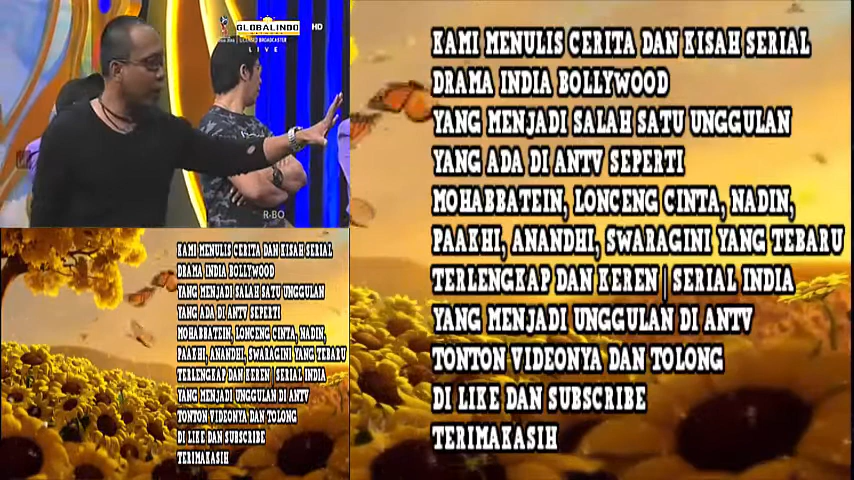 GLOBALINDO
NETWORK
LICENSED BROADCASTER
LIVE
HD
R-BO
KAMI MENULIS CERITA DAN KISAH SERIAL
DRAMA INDIA BOLLYWOOD
YANG MENJADI SALAH SATU UNGGULAN
YANG ADA DI ANTV SEPERTI
MOHABBATEIN, LONCENG CINTA, NADIN,
PAAKHI, ANANDHI, SWARAGINI YANG TEBARU
TERLENGKAP DAN KEREN | SERIAL INDIA
YANG MENJADI UNGGULAN DI ANTV
TONTON VIDEONYA DAN TOLONG
DI LIKE DAN SUBSCRIBE
TERIMAKASIH
KAMI MENULIS CERITA DAN KISAH SERIAL
DRAMA INDIA BOLLYWOOD
YANG MENJADI SALAH SATU UNGGULAN
YANG ADA DI ANTV SEPERTI
MOHABBATEIN, LONCENG CINTA, NADIN,
PAAKHI, ANANDHI, SWARAGINI YANG TEBARU
TERLENGKAP DAN KEREN | SERIAL INDIA
YANG MENJADI UNGGULAN DI ANTV
TONTON VIDEONYA DAN TOLONG
DI LIKE DAN SUBSCRIBE
TERIMAKASIH